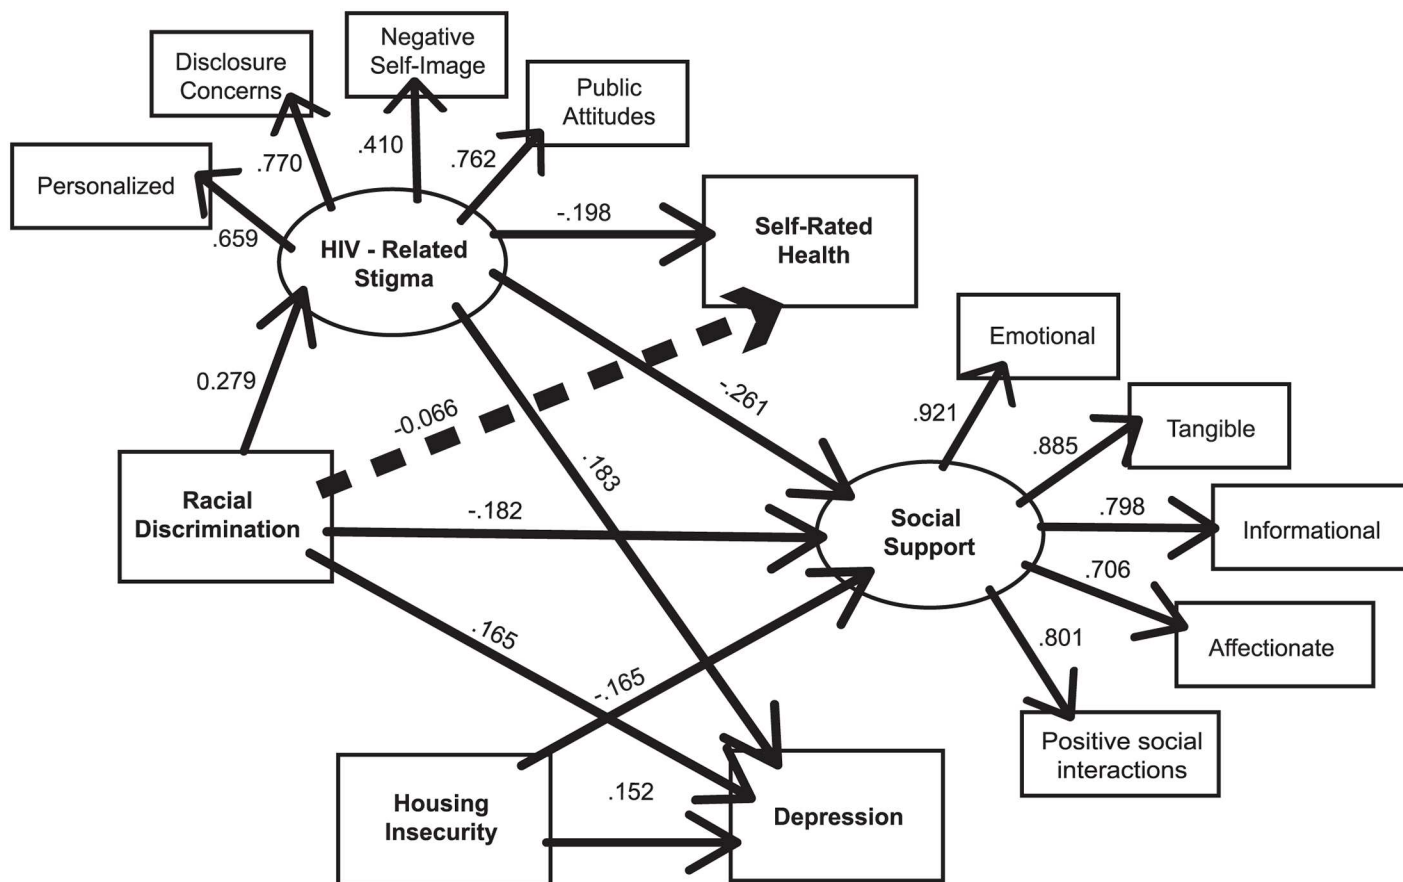 Negative
Self-Image
Disclosure
Concerns
Public
Attitudes
Personalized
.770
.410
.762
.659
-.198
HIV - Related
Stigma
Self-Rated
Health
0.279
-0.066
-.261
.183
Emotional
.921
Tangible
.885
Racial
Discrimination
-.182
Social
Support
.798
Informational
.706
Affectionate
.801
Positive social
interactions
.165
-.165
Housing
Insecurity
.152
Depression